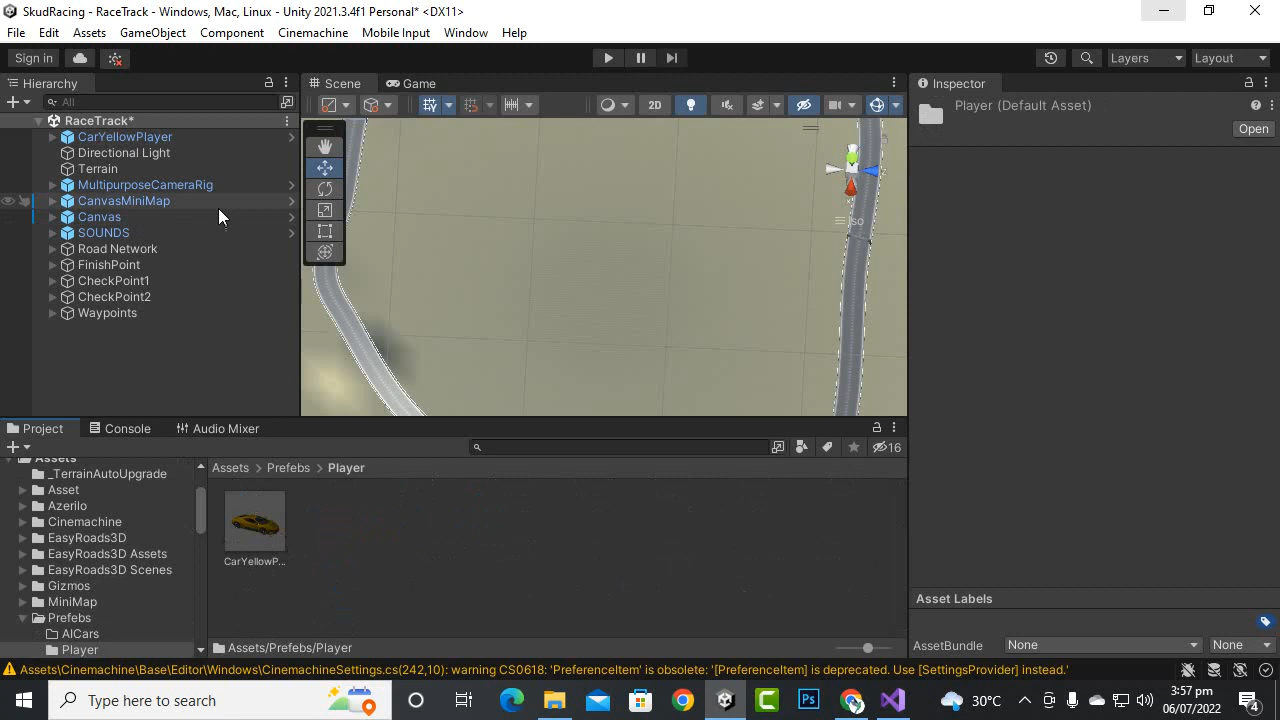 SkudRacing - RaceTrack - Windows, Mac, Linux - Unity 2021.3.4f1 Personal* <DX11>
File Edit Assets GameObject Component Cinemachine Mobile Input Window Help
Sign in Layers Layout
Hierarchy Scene Game Inspector
All 2D
Player (Default Asset)
Open
RaceTrack*
CarYellowPlayer
Directional Light
Terrain
MultipurposeCameraRig
CanvasMiniMap
Canvas
SOUNDS
Road Network
FinishPoint
CheckPoint1
CheckPoint2
Waypoints
Iso
Project Console Audio Mixer
16
Assets
_TerrainAutoUpgrade
Asset
Azerilo
Cinemachine
EasyRoads3D
EasyRoads3D Assets
EasyRoads3D Scenes
Gizmos
MiniMap
Prefebs
AICars
Player
Assets > Prefebs > Player
CarYellowP...
Assets/Prefebs/Player
Asset Labels
AssetBundle None None
Assets\Cinemachine\Base\Editor\Windows\CinemachineSettings.cs(242,10): warning CS0618: 'PreferenceItem' is obsolete: '[PreferenceItem] is deprecated. Use [SettingsProvider] instead.'
Type here to search
Ps
30°C
3:57 pm
06/07/2022
4